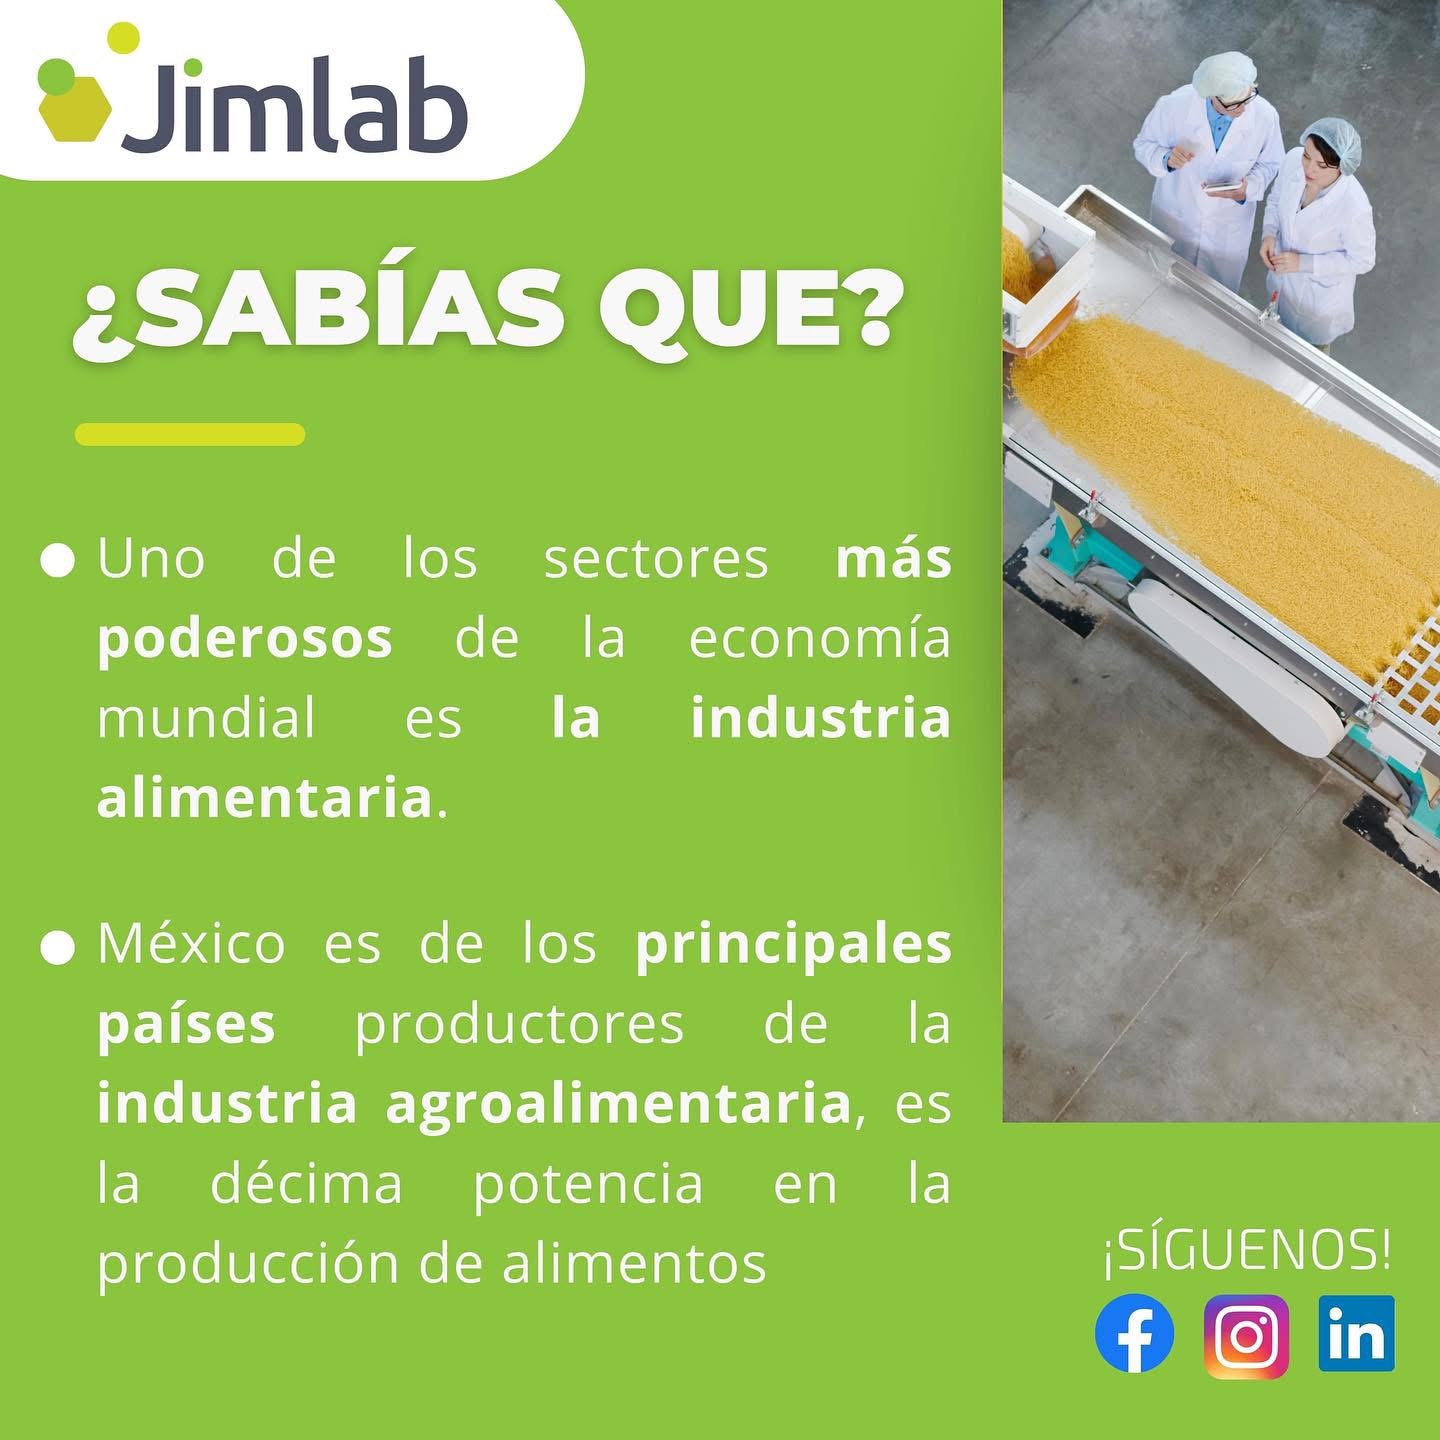 Jimlab
¿SABÍAS QUE?
Uno de los sectores más
poderosos de la economía
mundial es la industria
alimentaria.
México es de los principales
países productores de la
industria agroalimentaria, es
la décima potencia en la
producción de alimentos
¡SÍGUENOS!
f
in